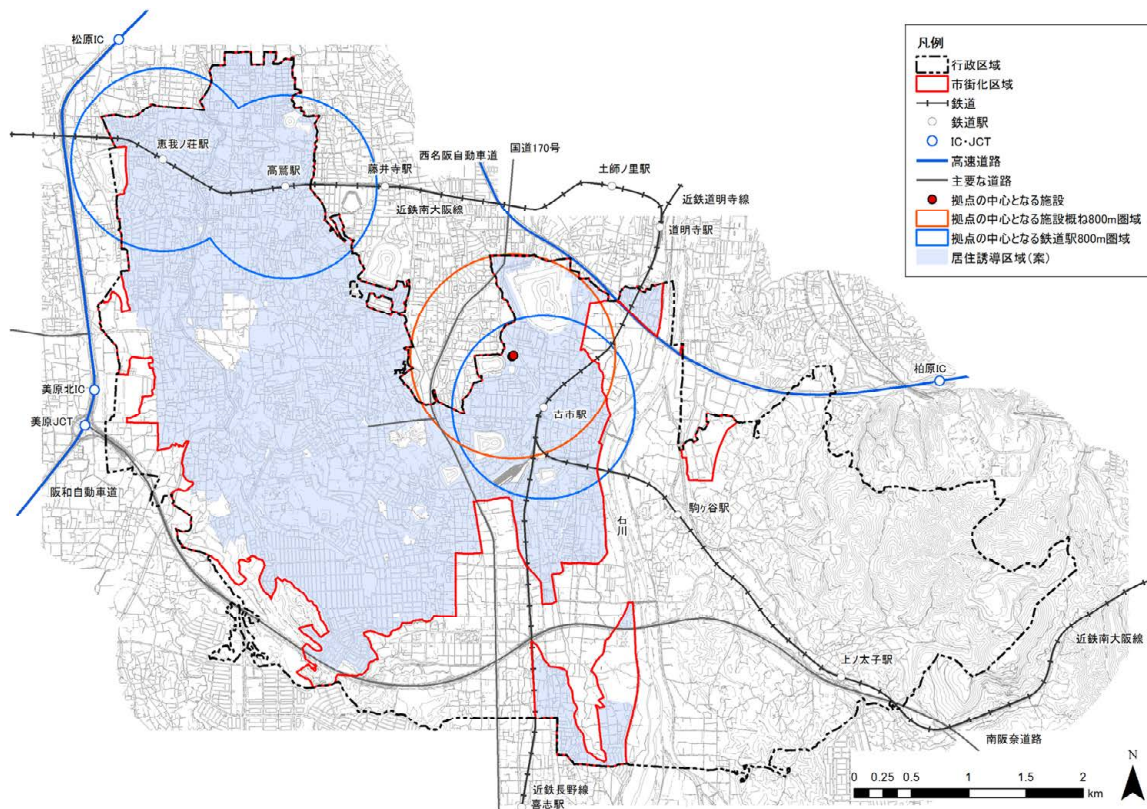 松原IC
恵我ノ荘駅
高鷲駅
藤井寺駅
近鉄南大阪線
西名阪自動車道
国道170号
土師ノ里駅
近鉄道明寺線
道明寺駅
凡例
行政区域
市街化区域
鉄道
鉄道駅
IC・JCT
高速道路
主要な道路
拠点の中心となる施設
拠点の中心となる施設概ね800m圏域
拠点の中心となる鉄道駅800m圏域
居住誘導区域(案)
美原北IC
美原JCT
阪和自動車道
古市駅
柏原IC
石川
駒ヶ谷駅
上ノ太子駅
近鉄南大阪線
南阪奈道路
近鉄長野線
喜志駅
0 0.25 0.5 1 1.5 2
km
N